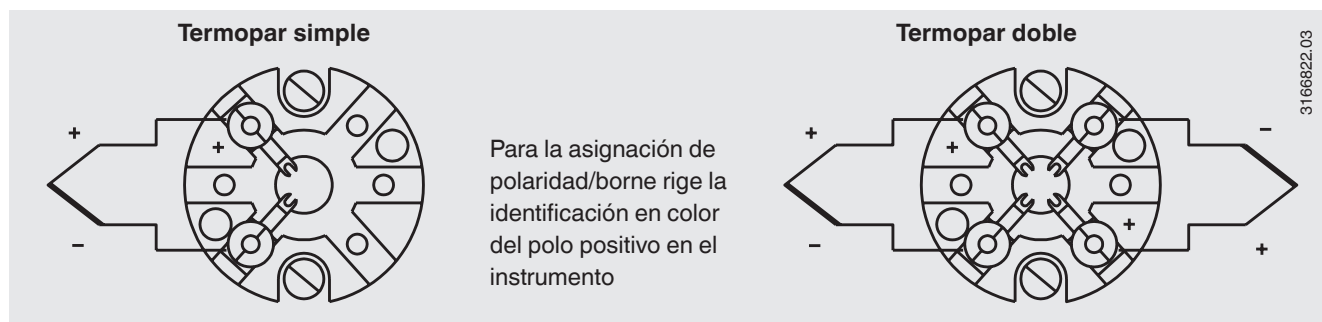 Termopar simple
Termopar doble
3166822.03
+
+
–
Para la asignación de
polaridad/borne rige la
identificación en color
del polo positivo en el
instrumento
+
+
–
–
+
+